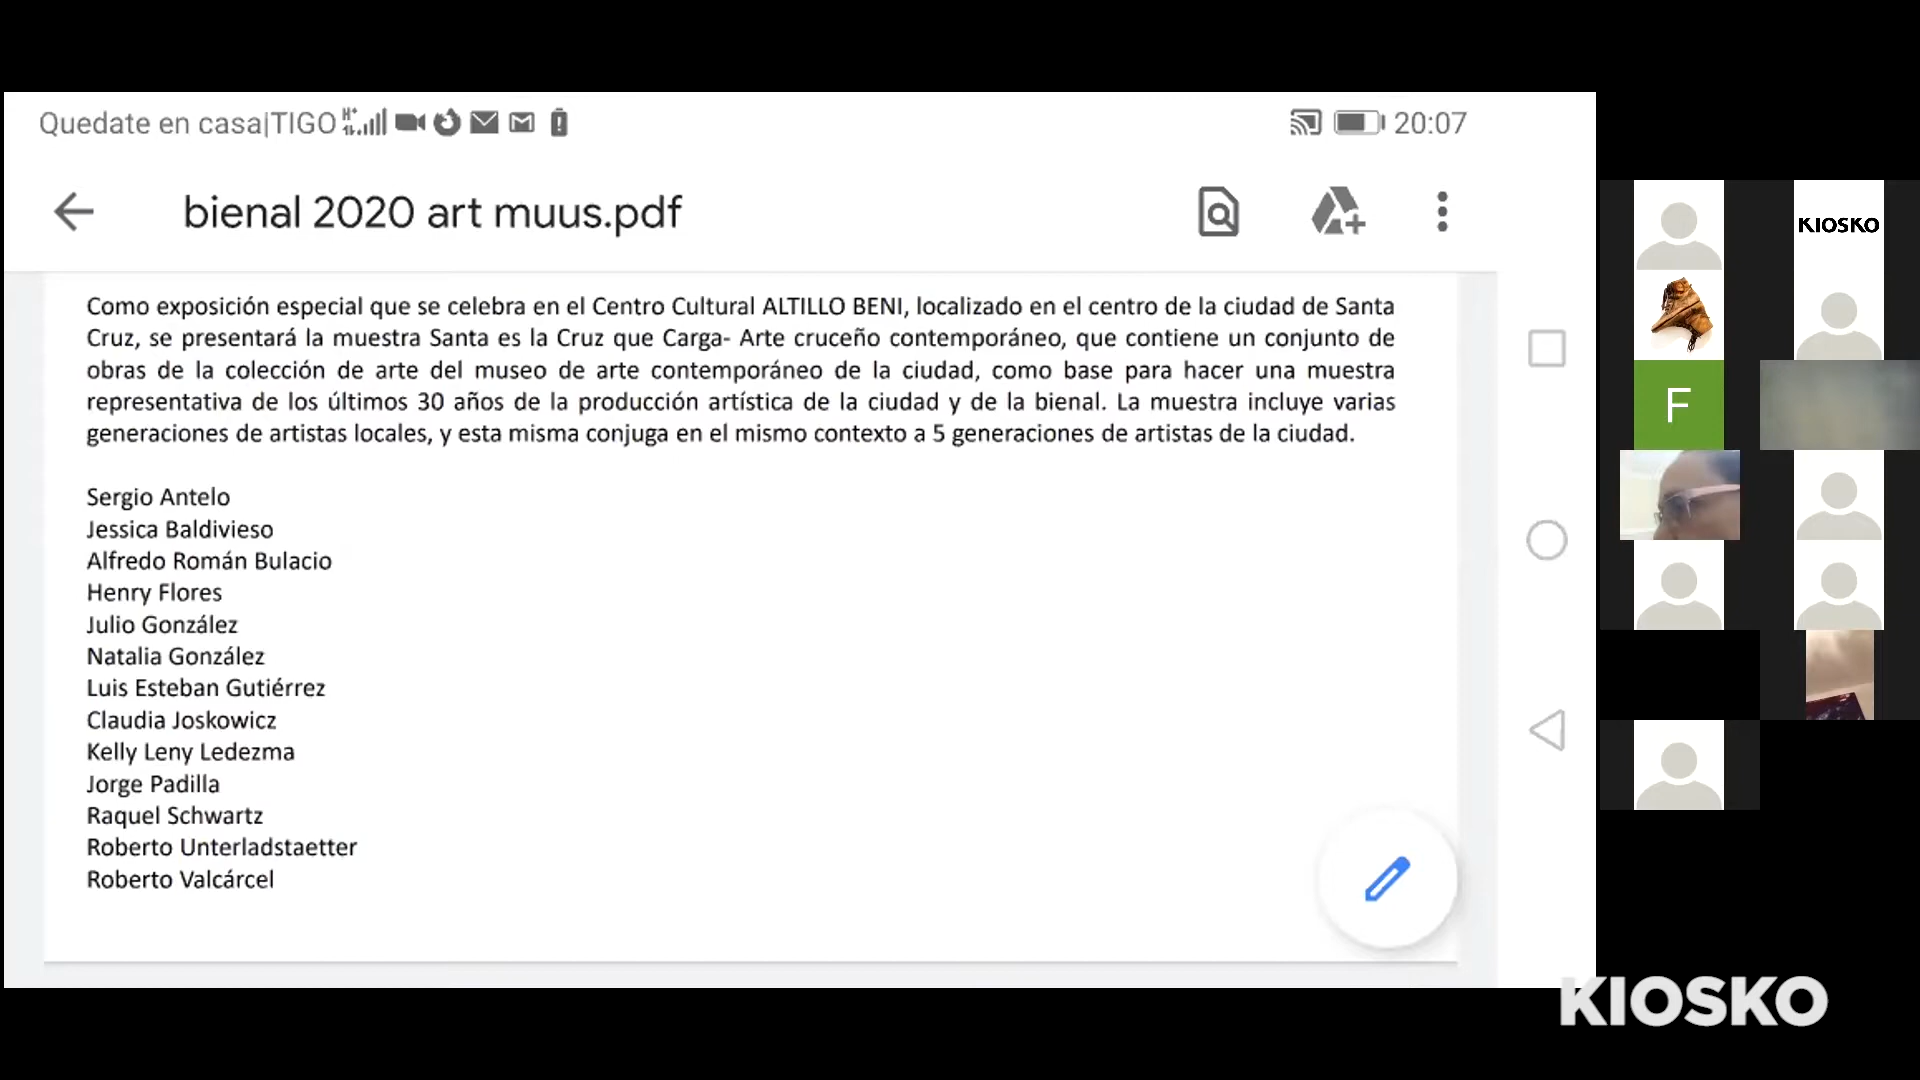 Quedate en casa|TIGO
20:07
bienal 2020 art muus.pdf
Como exposición especial que se celebra en el Centro Cultural ALTILLO BENI, localizado en el centro de la ciudad de Santa
Cruz, se presentará la muestra Santa es la Cruz que Carga- Arte cruceño contemporáneo, que contiene un conjunto de
obras de la colección de arte del museo de arte contemporáneo de la ciudad, como base para hacer una muestra
representativa de los últimos 30 años de la producción artística de la ciudad y de la bienal. La muestra incluye varias
generaciones de artistas locales, y esta misma conjuga en el mismo contexto a 5 generaciones de artistas de la ciudad.
Sergio Antelo
Jessica Baldivieso
Alfredo Román Bulacio
Henry Flores
Julio González
Natalia González
Luis Esteban Gutiérrez
Claudia Joskowicz
Kelly Leny Ledezma
Jorge Padilla
Raquel Schwartz
Roberto Unterladstaetter
Roberto Valcárcel
KIOSKO
F
KIOSKO